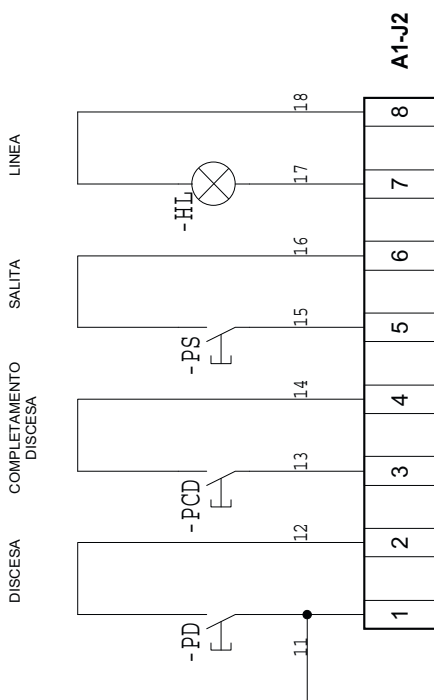 DISCESA
COMPLETAMENTO
DISCESA
SALITA
LINEA
-PD
-PCD
-PS
-HL
11
12
13
14
15
16
17
18
1
2
3
4
5
6
7
8
A1-J2